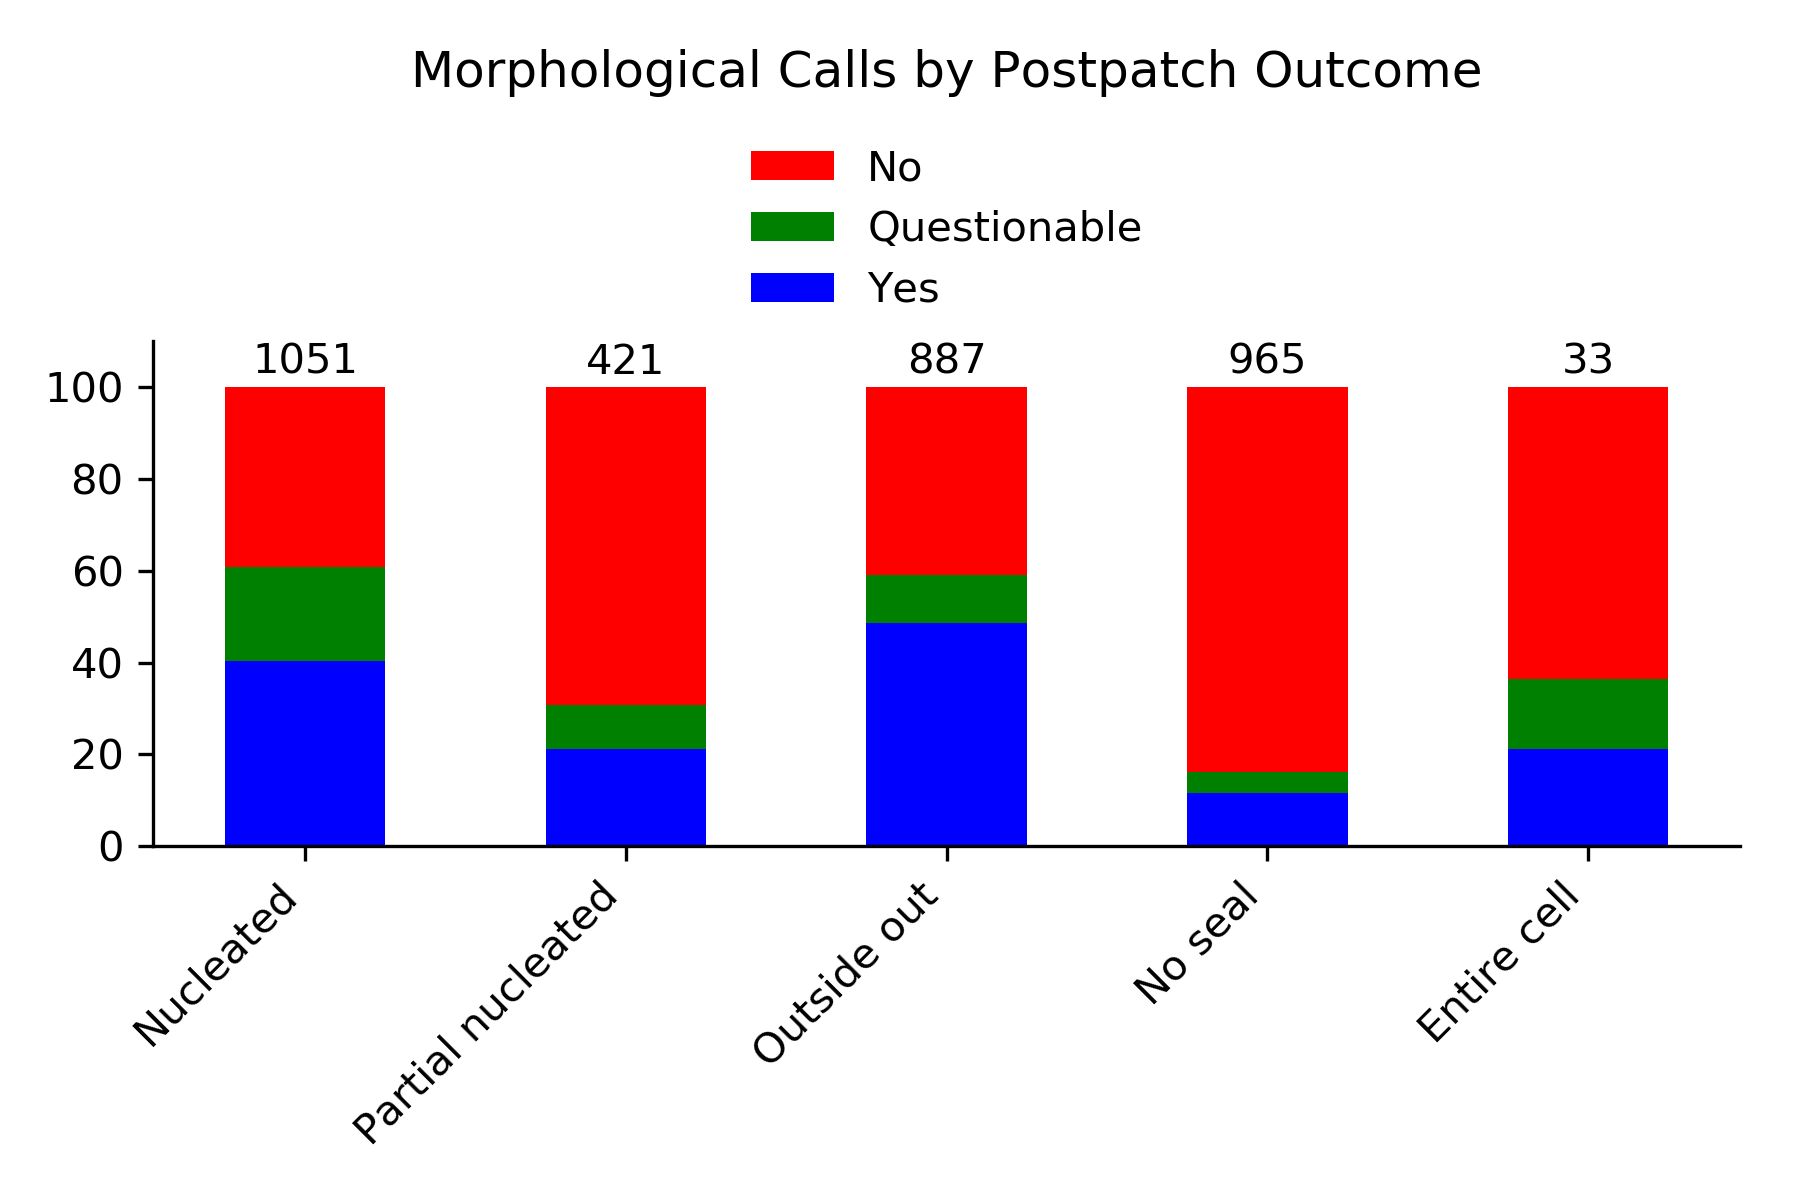 Morphological Calls by Postpatch Outcome
No
Questionable
Yes
1051 421 887 965 33
100
80
60
40
20
0
Nucleated
Partial nucleated
Outside out
No seal
Entire cell